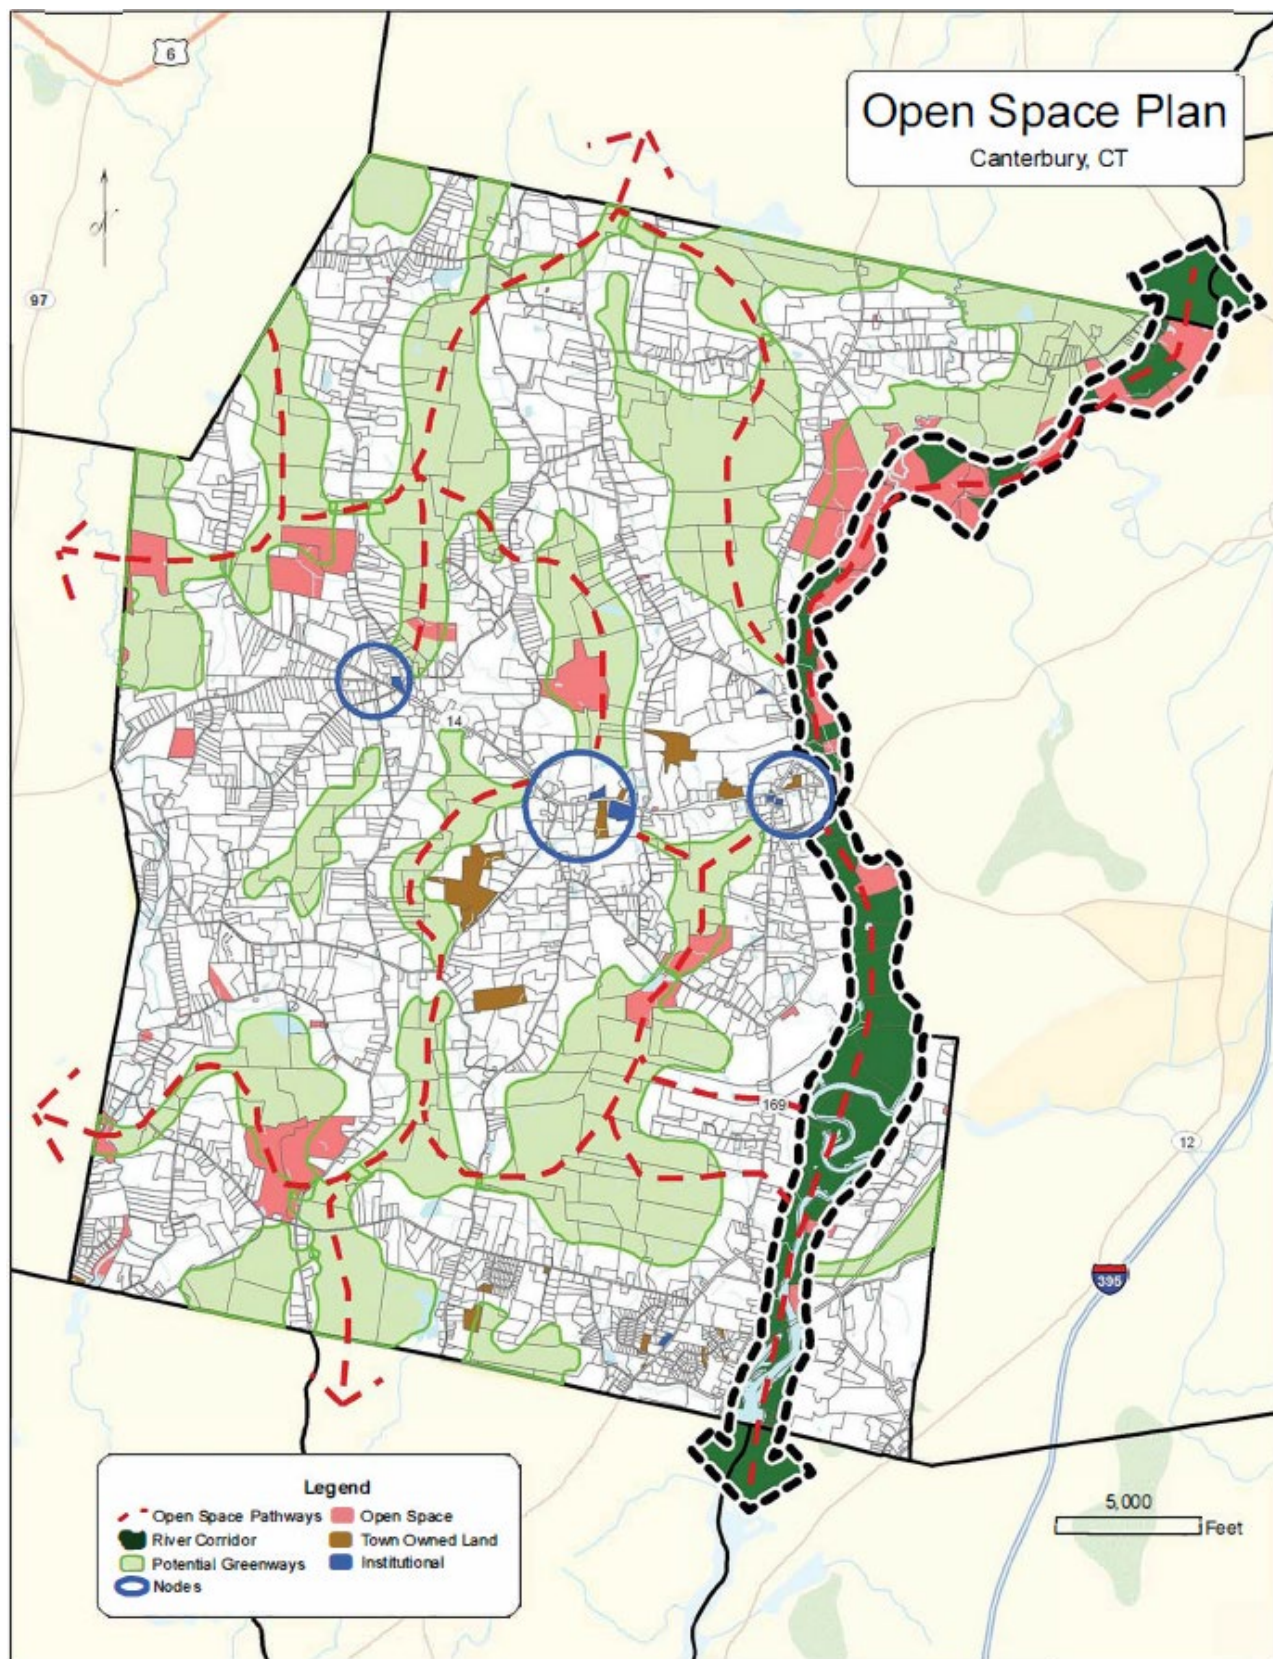 6
Open Space Plan
Canterbury, CT
N
97
14
169
12
395
Legend
Open Space Pathways
Open Space
River Corridor
Town Owned Land
Potential Greenways
Institutional
Nodes
5,000
Feet